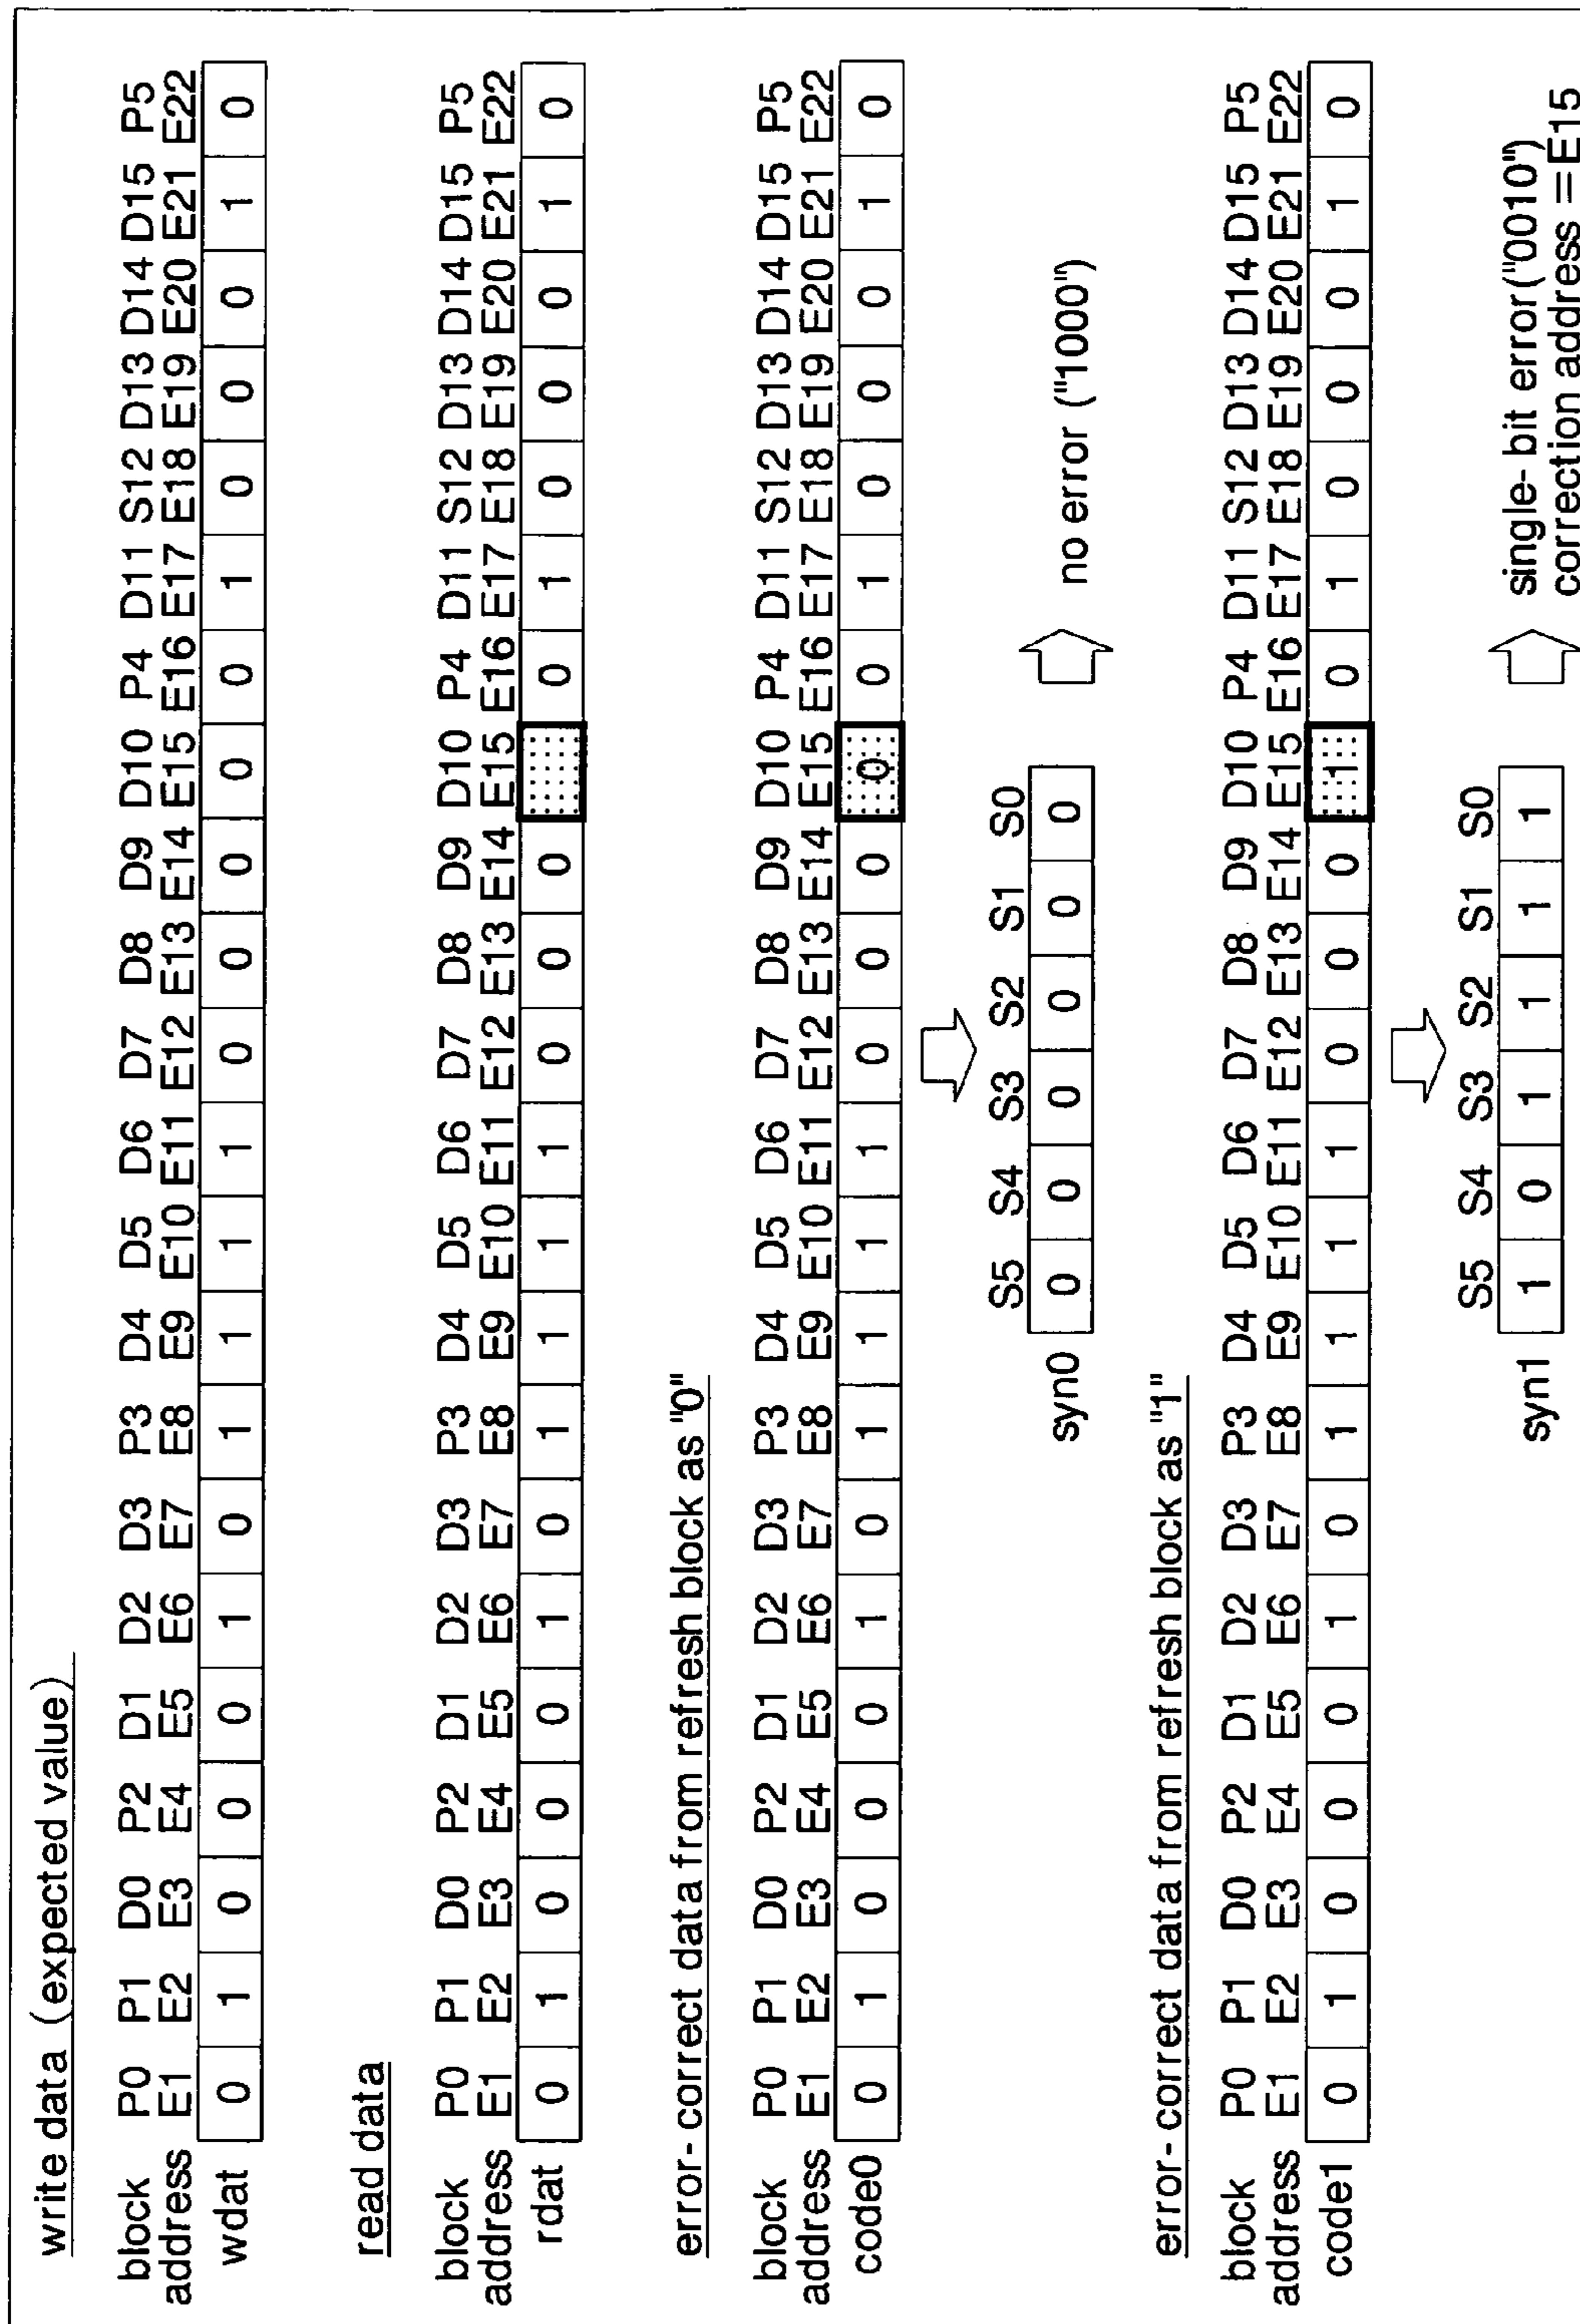 write data (expected value)
block P0 P1 D0 P2 D1 D2 D3 P3 D4 D5 D6 D7 D8 D9 D10 P4 D11 S12 D13 D14 D15 P5
address E1 E2 E3 E4 E5 E6 E7 E8 E9 E10 E11 E12 E13 E14 E15 E16 E17 E18 E19 E20 E21 E22
wdat 0 1 0 0 0 1 0 1 1 1 1 0 0 0 0 0 1 0 0 0 1 0
read data
block P0 P1 D0 P2 D1 D2 D3 P3 D4 D5 D6 D7 D8 D9 D10 P4 D11 S12 D13 D14 D15 P5
address E1 E2 E3 E4 E5 E6 E7 E8 E9 E10 E11 E12 E13 E14 E15 E16 E17 E18 E19 E20 E21 E22
rdat 0 1 0 0 0 1 0 1 1 1 1 0 0 0 0 1 0 0 0 1 0
error- correct data from refresh block as "0"
block P0 P1 D0 P2 D1 D2 D3 P3 D4 D5 D6 D7 D8 D9 D10 P4 D11 S12 D13 D14 D15 P5
address E1 E2 E3 E4 E5 E6 E7 E8 E9 E10 E11 E12 E13 E14 E15 E16 E17 E18 E19 E20 E21 E22
code0 0 1 0 0 0 1 0 1 1 1 1 0 0 0 0 0 1 0 0 0 1 0
S5 S4 S3 S2 S1 S0
syn0 0 0 0 0 0 0 no error ("1000")
error- correct data from refresh block as "1"
block P0 P1 D0 P2 D1 D2 D3 P3 D4 D5 D6 D7 D8 D9 D10 P4 D11 S12 D13 D14 D15 P5
address E1 E2 E3 E4 E5 E6 E7 E8 E9 E10 E11 E12 E13 E14 E15 E16 E17 E18 E19 E20 E21 E22
code1 0 1 0 0 0 1 0 1 1 1 1 0 0 0 1 0 1 0 0 0 1 0
S5 S4 S3 S2 S1 S0
syn1 1 0 1 1 1 1 single- bit error("0010")
correction address =E15